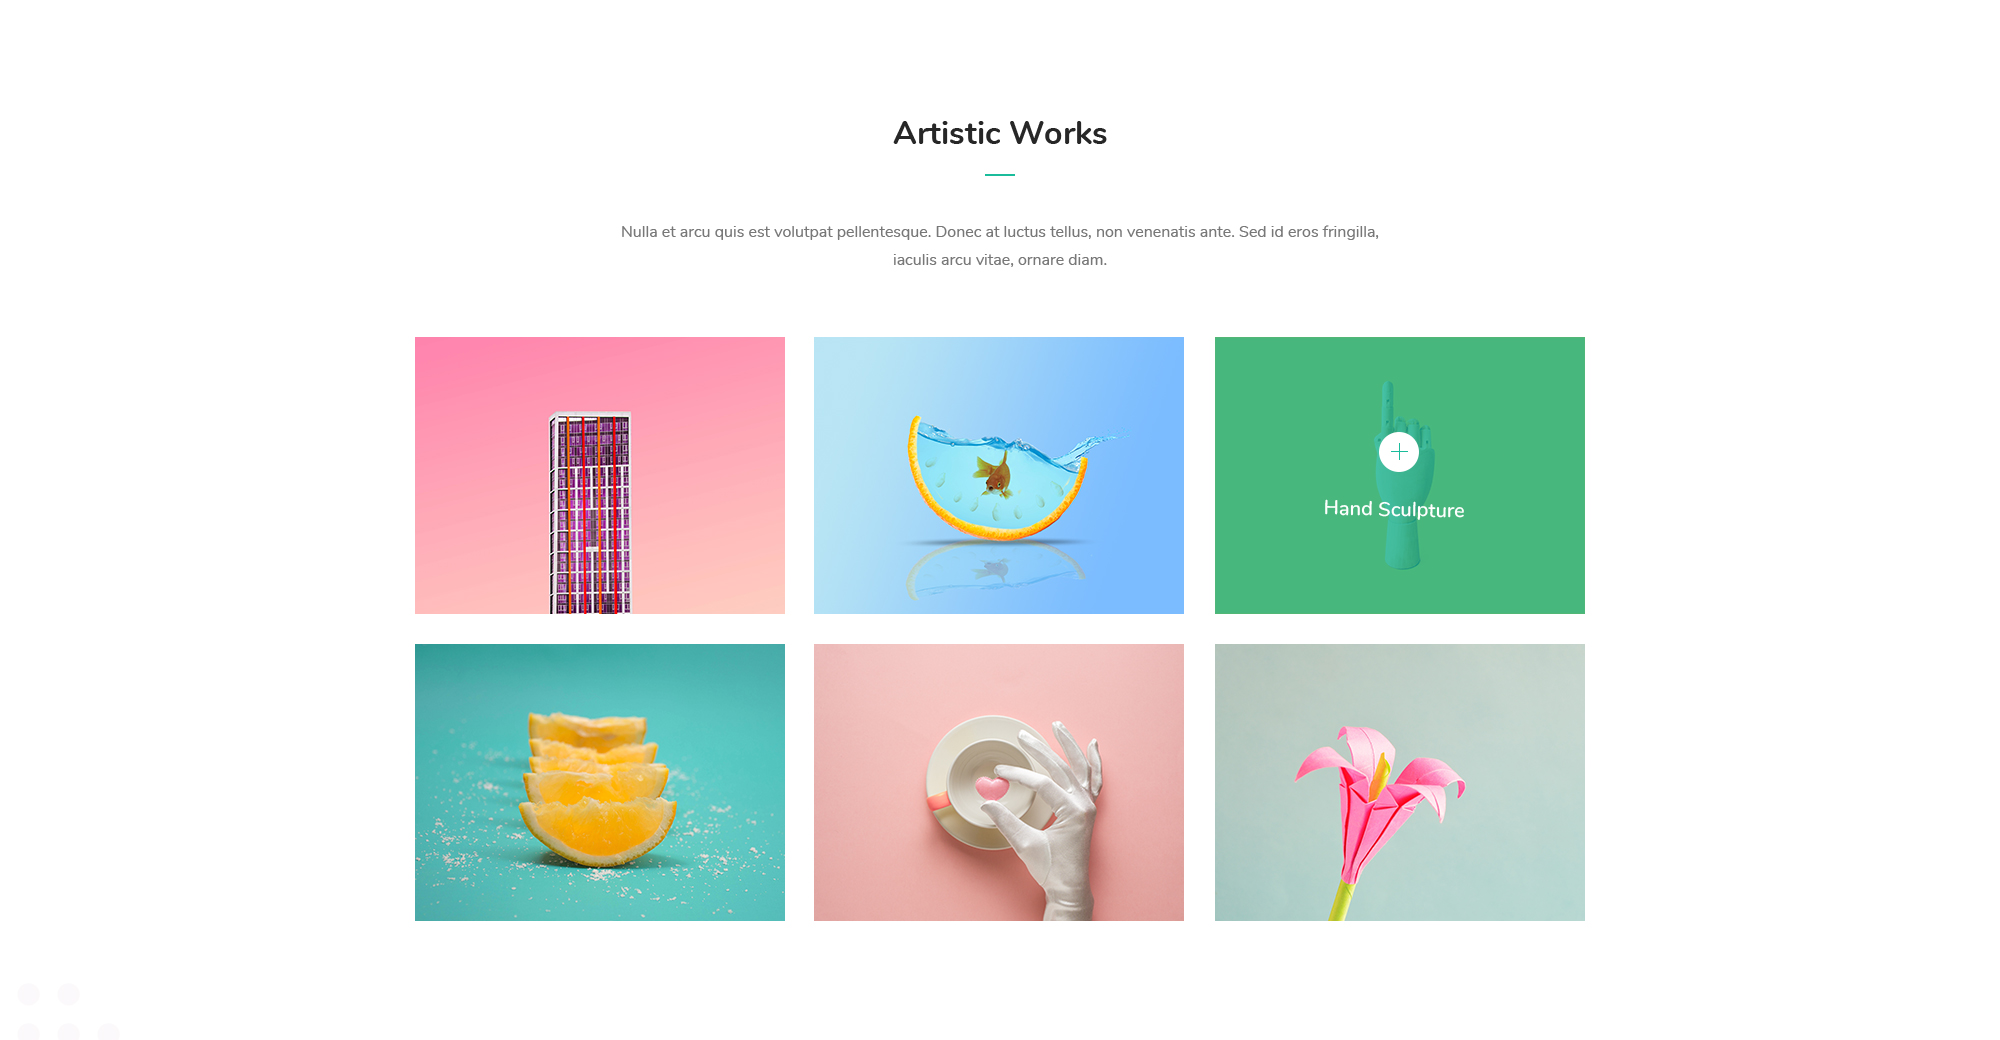 Artistic Works
Nulla et arcu quis est volutpat pellentesque. Donec at luctus tellus, non venenatis ante. Sed id eros fringilla,
iaculis arcu vitae, ornare diam.
Hand Sculpture